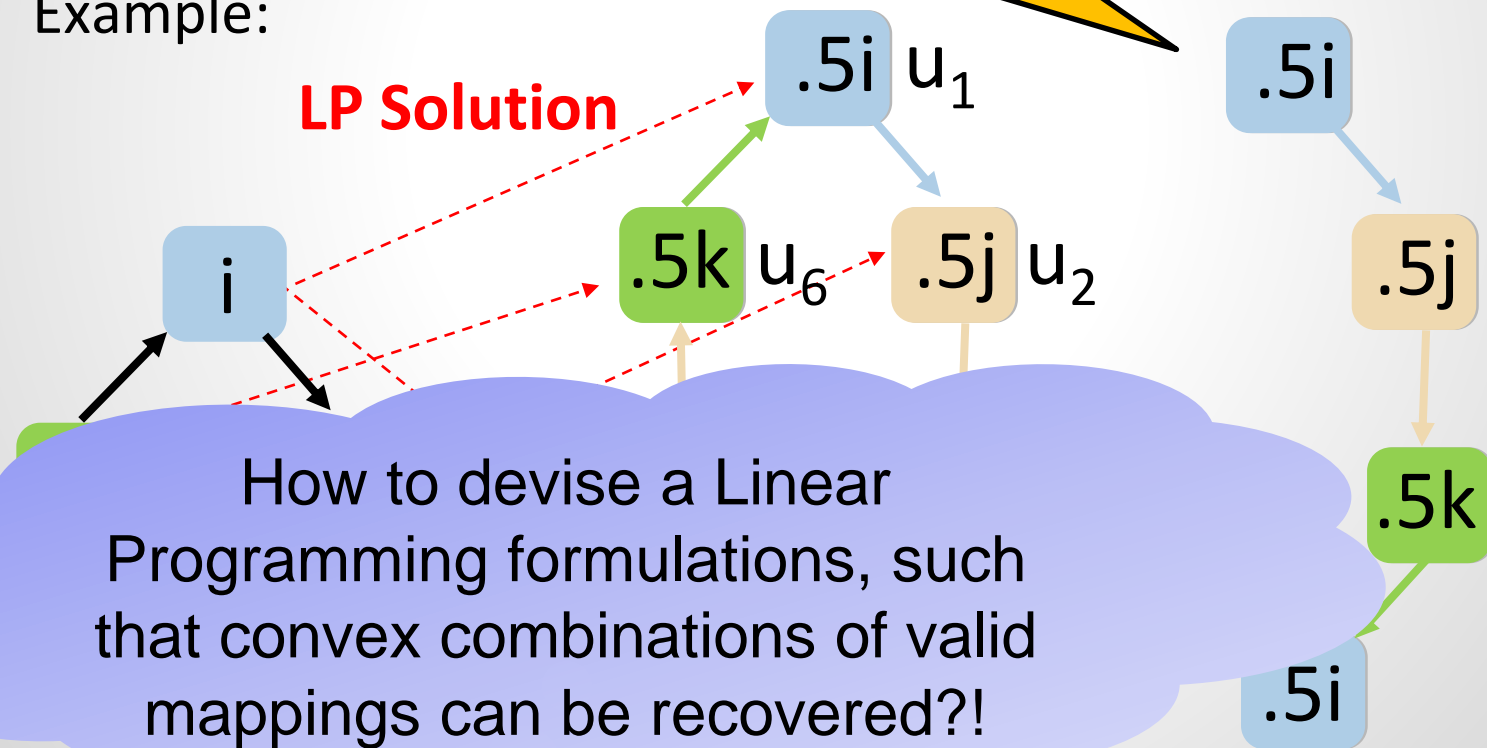 Example:
LP Solution
.5i u₁
.5i
.5k u₆
.5j u₂
.5j
i
.5k
How to devise a Linear
Programming formulations, such
that convex combinations of valid
mappings can be recovered?!
.5i